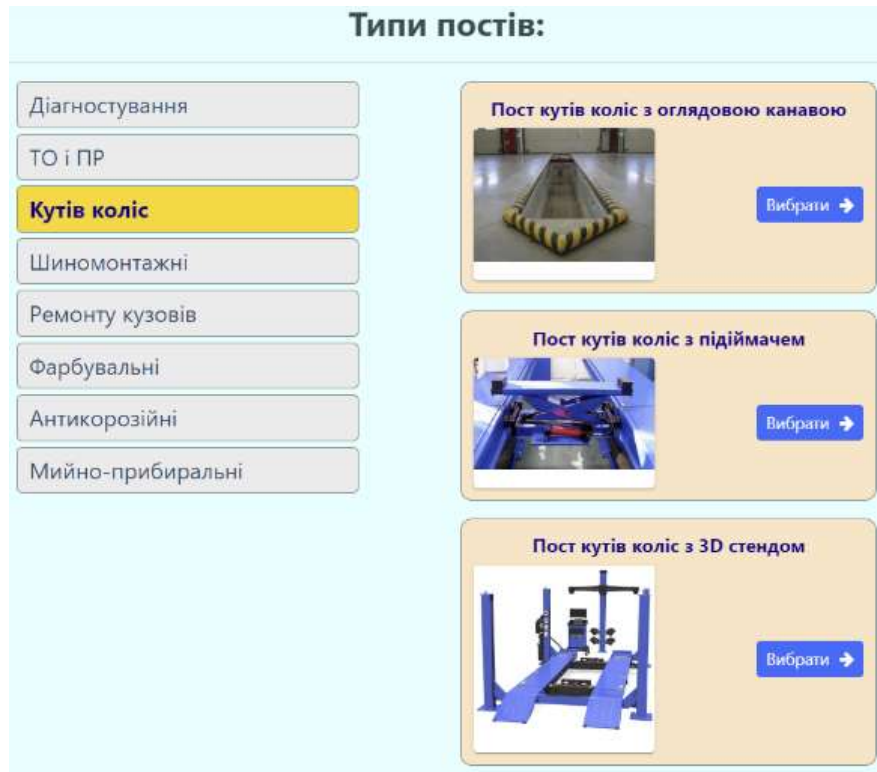 Типи постів:
Діагностування
ТО і ПР
Кутів коліс
Шиномонтажні
Ремонту кузовів
Фарбувальні
Антикорозійні
Мийно-прибиральні
Пост кутів коліс з оглядовою канавою
Вибрати
Пост кутів коліс з підіймачем
Вибрати
Пост кутів коліс з 3D стендом
Вибрати